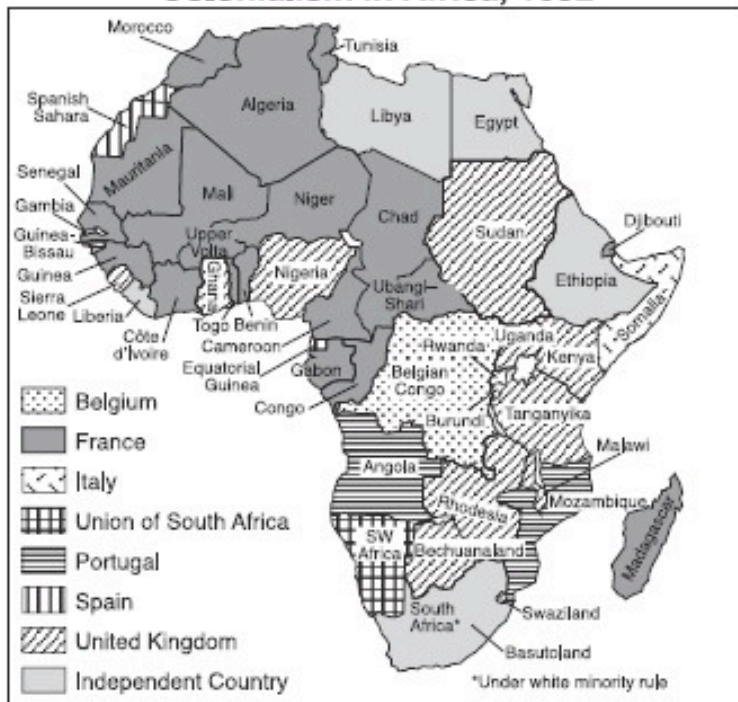 Morocco
Tunisia
Spanish
Sahara
Algeria
Libya
Egypt
Mauritania
Senegal
Mali
Niger
Chad
Sudan
Djibouti
Gambia
Guinea-
Bissau
Upper
Volta
Nigeria
Ethiopia
Guinea
Ghana
Ubangi-
Shari
Somalia
Sierra
Leone
Liberia
Togo
Benin
Côte
d'Ivoire
Cameroon
Equatorial
Guinea
Gabon
Congo
Rwanda
Uganda
Kenya
Belgian
Congo
Burundi
Tanganyika
Malawi
Angola
Mozambique
Rhodesia
Madagascar
SW
Africa
Bechuanaland
South
Africa*
Swaziland
Basutoland
*Under white minority rule
Belgium
France
Italy
Union of South Africa
Portugal
Spain
United Kingdom
Independent Country